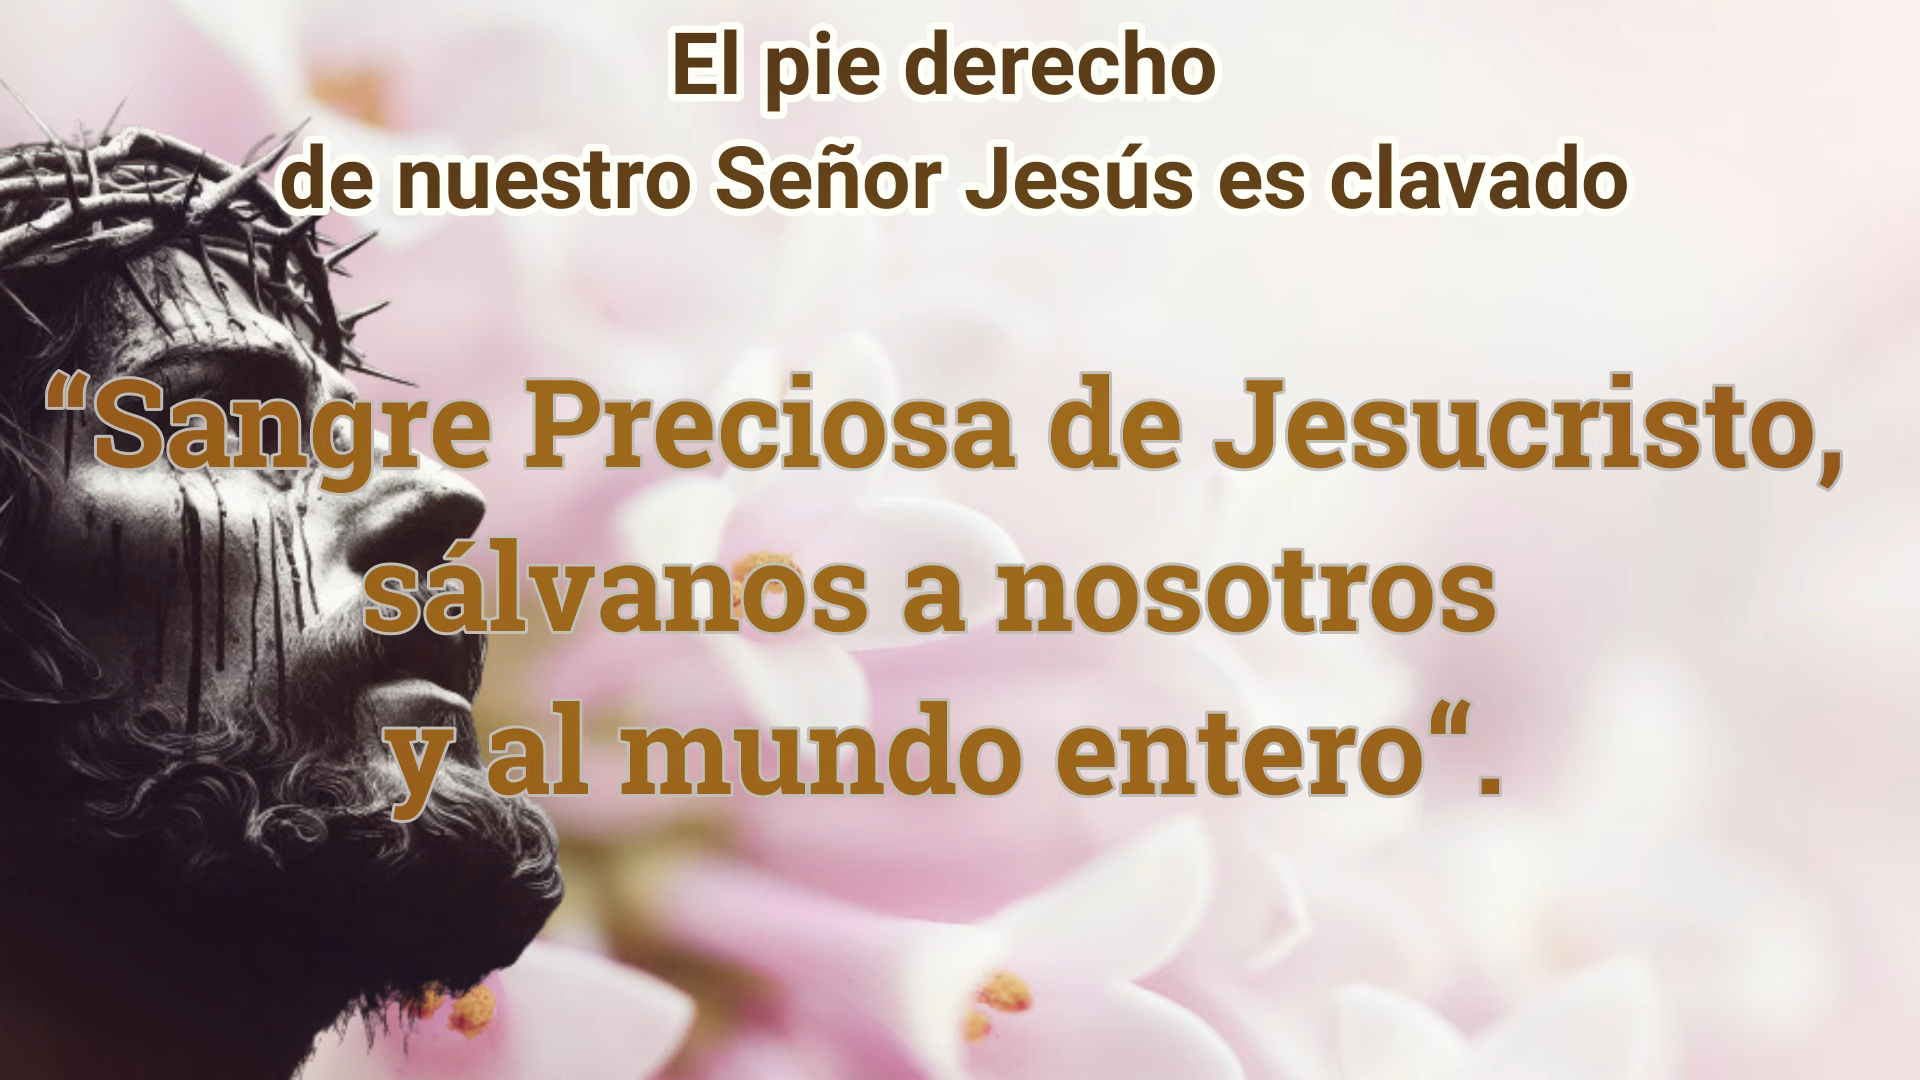 El pie derecho
de nuestro Señor Jesús es clavado
“Sangre Preciosa de Jesucristo,
sálvanos a nosotros
y al mundo entero“.